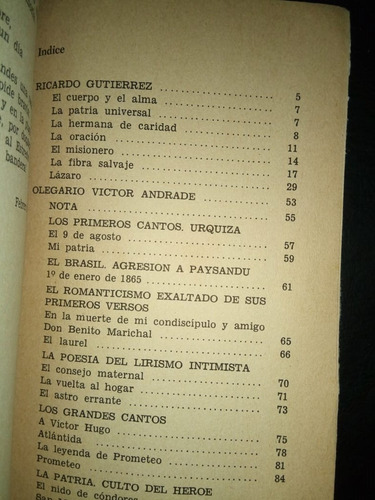 un día
Indice
RICARDO GUTIERREZ 5
El cuerpo y el alma 7
La patria universal 7
La hermana de caridad 8
La oración 11
El misionero 14
La fibra salvaje 17
Lázaro 29
OLEGARIO VICTOR ANDRADE 53
NOTA 55
LOS PRIMEROS CANTOS. URQUIZA
El 9 de agosto 57
Mi patria 59
EL BRASIL. AGRESION A PAYSANDU
1º de enero de 1865 61
EL ROMANTICISMO EXALTADO DE SUS
PRIMEROS VERSOS
En la muerte de mi condiscípulo y amigo
Don Benito Marichal 65
El laurel 66
LA POESIA DEL LIRISMO INTIMISTA
El consejo maternal 70
La vuelta al hogar 71
El astro errante 73
LOS GRANDES CANTOS
A Victor Hugo 75
Atlántida 78
La leyenda de Prometeo 81
Prometeo 84
LA PATRIA. CULTO DEL HEROE
El nido de cóndores